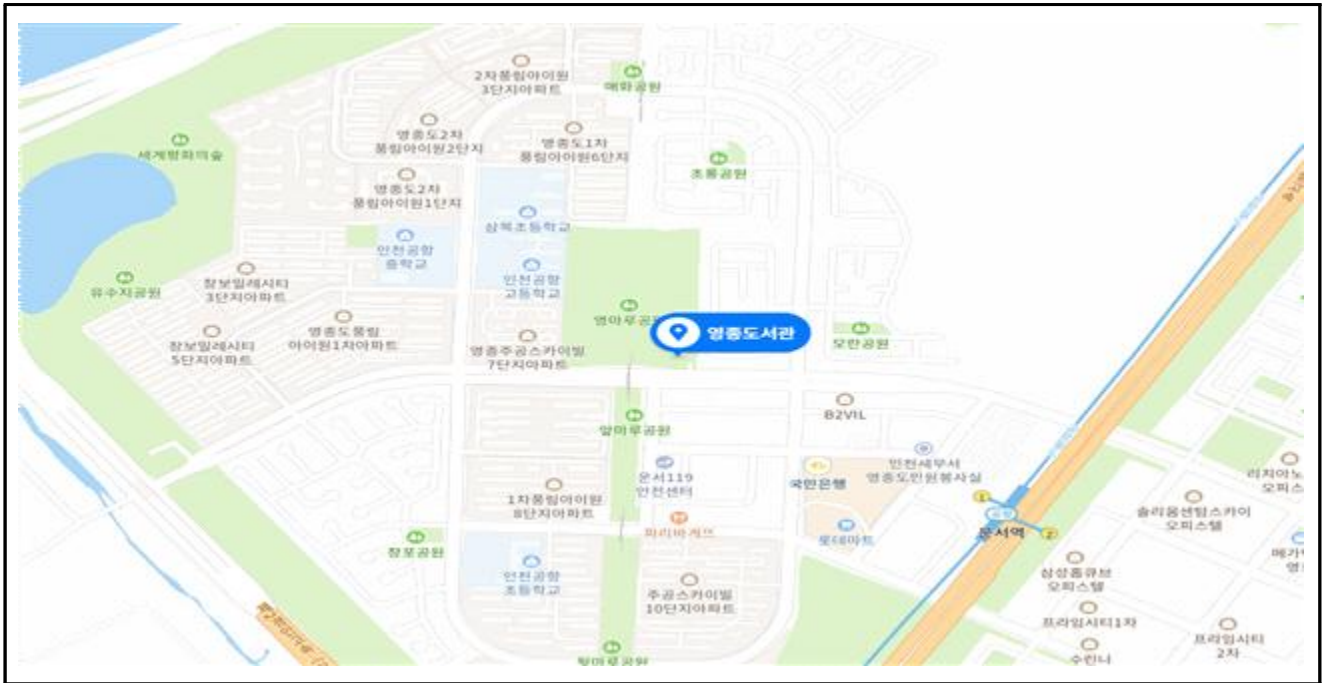 2차풍림아이원
3단지아파트
매화공원
영종도2차
풍림아이원2단지
영종도1차
풍림아이원6단지
세계평화의숲
초롱공원
영종도2차
풍림아이원1단지
삼목초등학교
인천공항
중학교
인천공항
고등학교
유수지공원
창보밀레시티
3단지아파트
영마루공원
영종도서관
창보밀레시티
5단지아파트
영종도풍림
아이원1차아파트
영종주공스카이빌
7단지아파트
모란공원
B2VIL
알마루공원
운서119
안전센터
국민은행
인천세무서
영종도민원봉사실
리치아노
오피스
1차풍림아이원
8단지아파트
1
공항
운서역
2
솔리움센텀스카이
오피스텔
파리바게뜨
롯데마트
창포공원
인천공항
초등학교
주공스카이빌
10단지아파트
삼성홈큐브
오피스텔
메가
영
프라임시티1차
프라임시티
2차
수린나